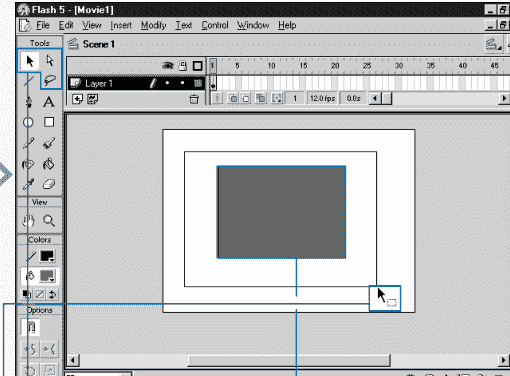 Flash 5 - [Movie1]
File Edit View Insert Modify Text Control Window Help
Tools
Scene 1
1 5 10 15 20 25 30 35 40 45
Layer 1
A
1 12.0 fps 0.0s
View
Colors
Options